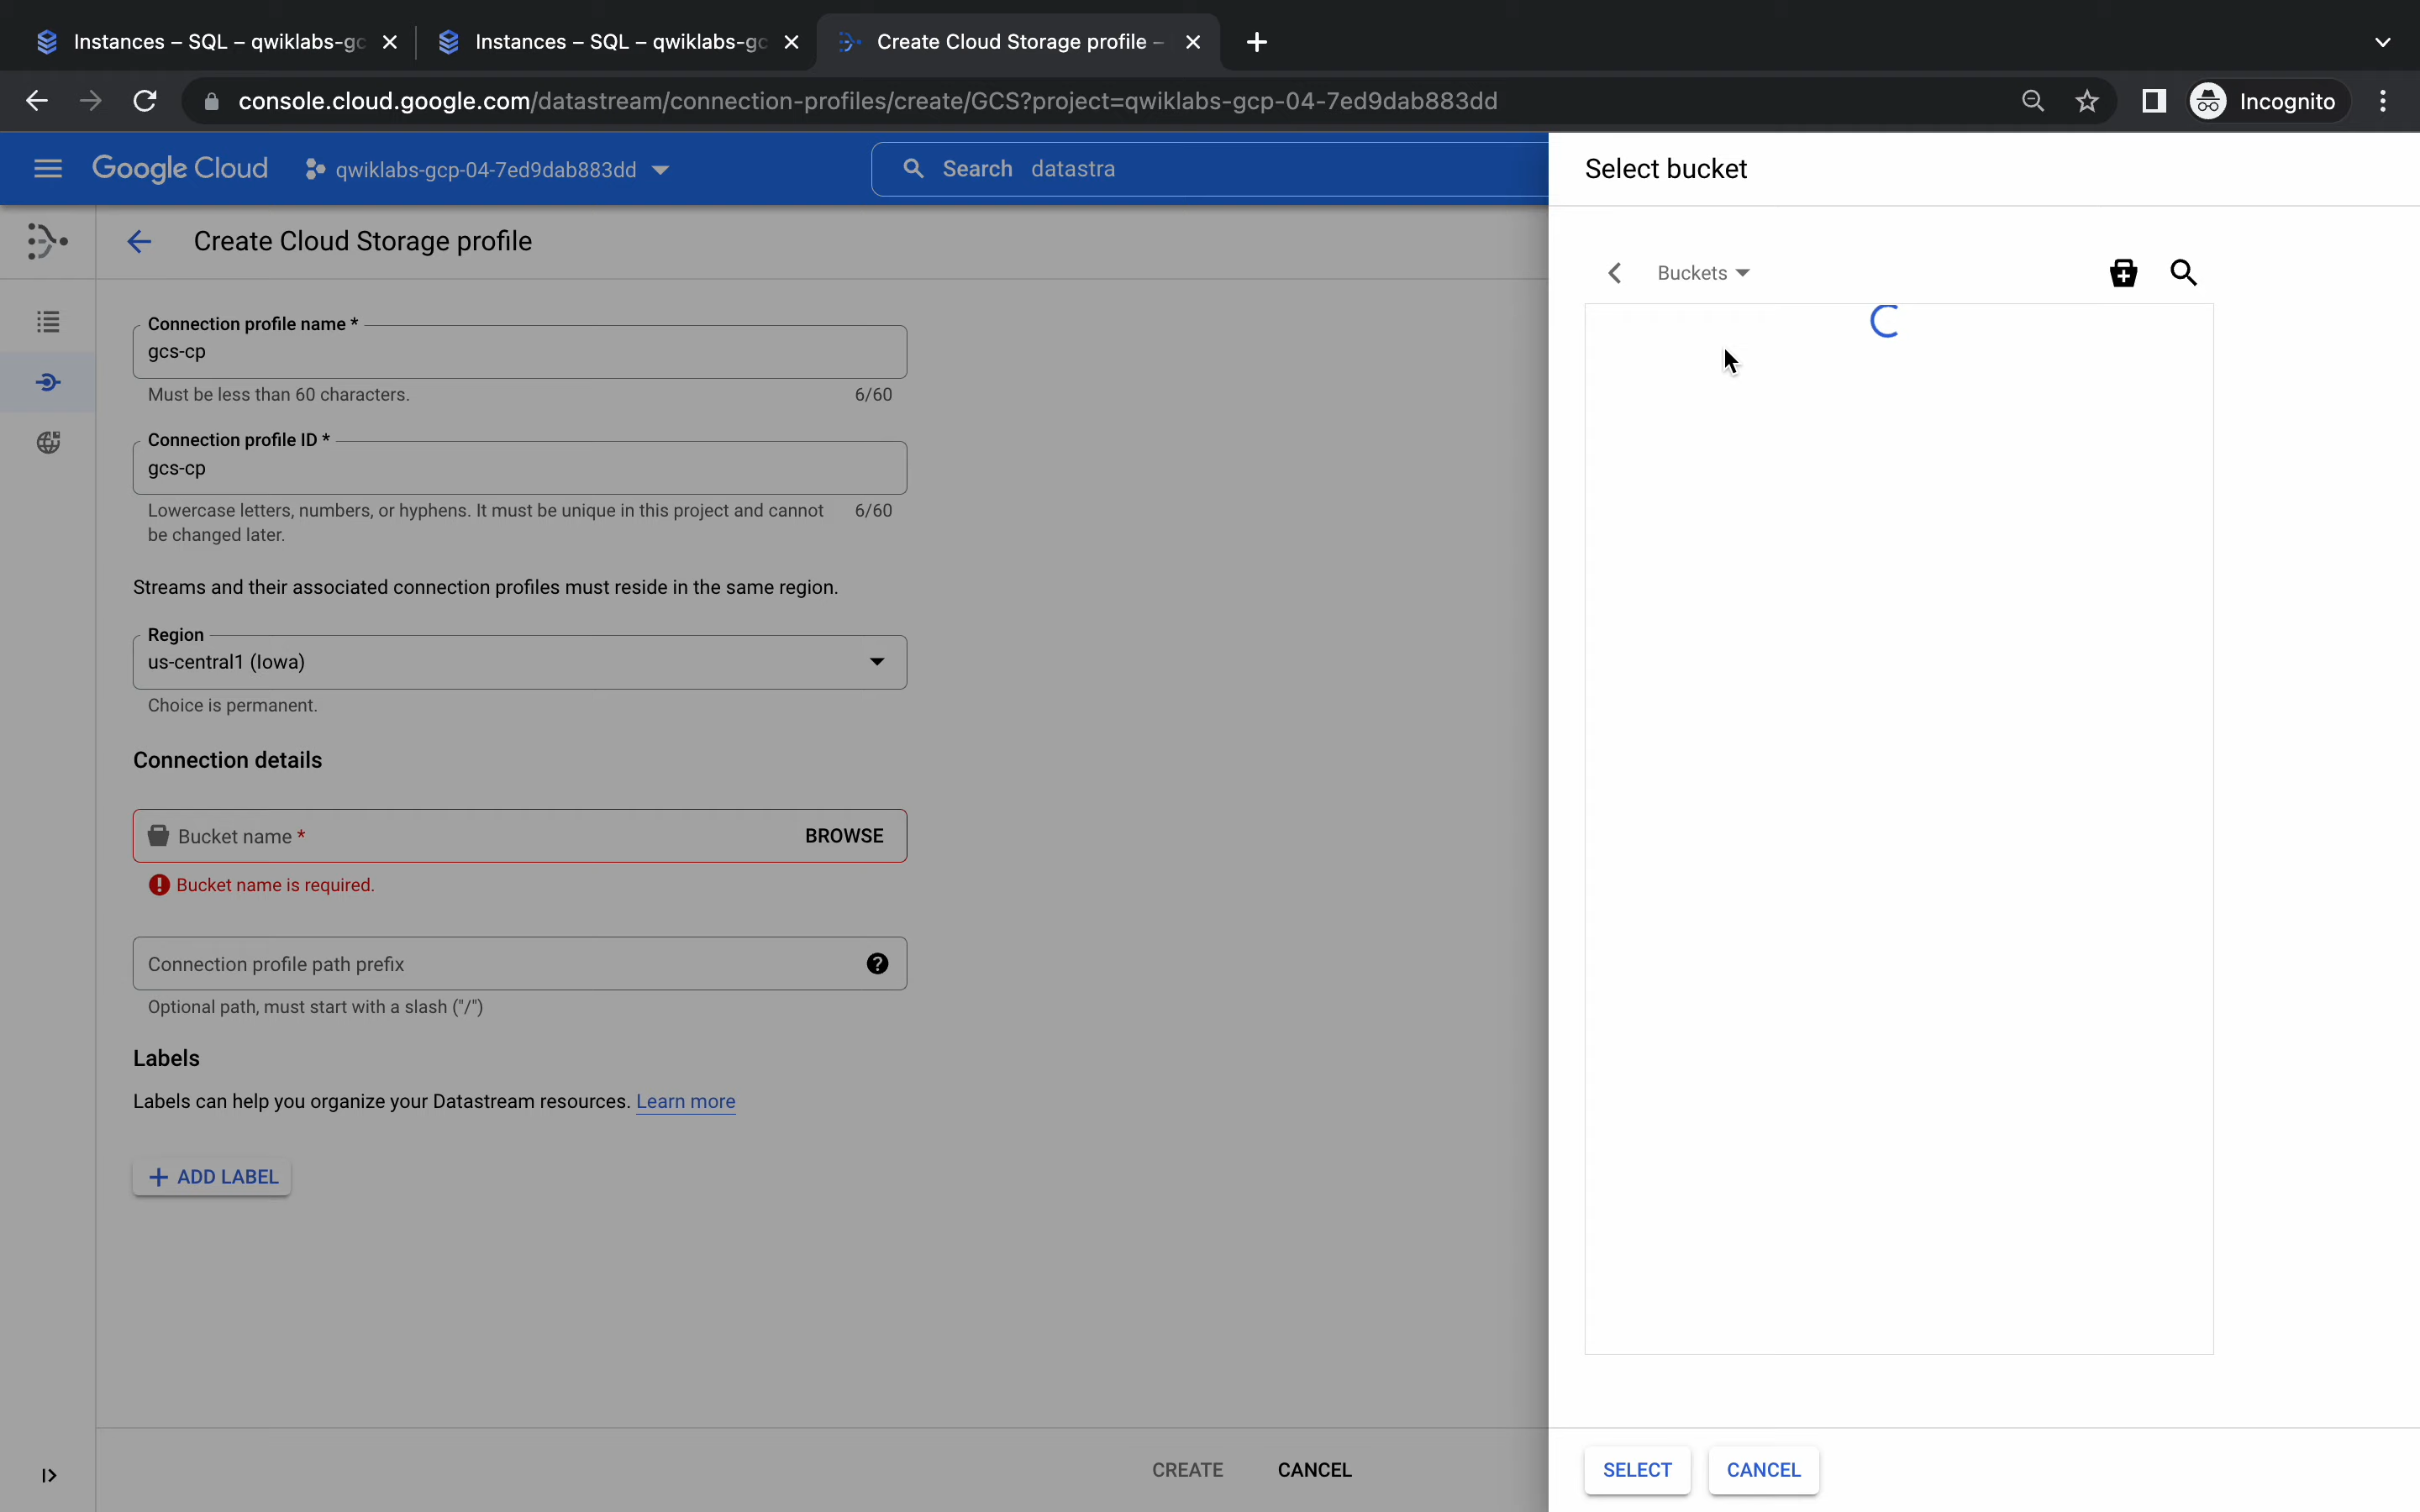 Instances – SQL – qwiklabs-gc
Instances – SQL – qwiklabs-gc
Create Cloud Storage profile –
console.cloud.google.com/datastream/connection-profiles/create/GCS?project=qwiklabs-gcp-04-7ed9dab883dd
Incognito
Google Cloud
qwiklabs-gcp-04-7ed9dab883dd
Search datastra
Select bucket
Create Cloud Storage profile
Buckets
Connection profile name *
gcs-cp
Must be less than 60 characters.
6/60
Connection profile ID *
gcs-cp
Lowercase letters, numbers, or hyphens. It must be unique in this project and cannot
be changed later.
6/60
Streams and their associated connection profiles must reside in the same region.
Region
us-central1 (Iowa)
Choice is permanent.
Connection details
Bucket name *
BROWSE
Bucket name is required.
Connection profile path prefix
Optional path, must start with a slash ("/")
Labels
Labels can help you organize your Datastream resources. Learn more
ADD LABEL
CREATE
CANCEL
SELECT
CANCEL